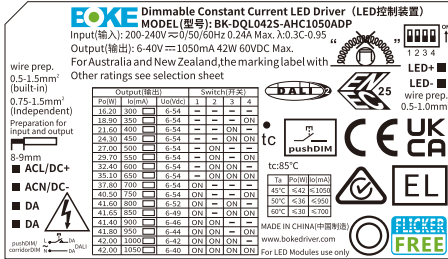 BOKE
Dimmable Constant Current LED Driver（LED控制装置）
MODEL(型号): BK-DQL042S-AHC1050ADP
Input(输入): 200-240V⎓0/50/60Hz 0.24A Max. λ:0.3C-0.95
Output(输出): 6-40V⎓1050mA 42W 60VDC Max.
For Australia and New Zealand,the marking label with
Other ratings see selection sheet
wire prep.
0.5-1.5mm²
(built-in)
0.75-1.5mm²
(Independent)
Preparation for
input and output
8-9mm
ACL/DC+
ACN/DC-
DA
DA
pushDIM/
corridorDIM
L
N
DA
DA
DALI
Output(输出) Switch(开关)
Po(W) Io(mA) Uo(Vdc) 1 2 3 4
16.20 300 6-54 — — — —
18.90 350 6-54 — — — ON
21.60 400 6-54 — — ON —
24.30 450 6-54 — — ON ON
27.00 500 6-54 — ON — —
29.70 550 6-54 — ON — ON
32.40 600 6-54 — ON ON —
35.10 650 6-54 — ON ON ON
37.80 700 6-54 ON — — —
40.50 750 6-54 ON — — ON
41.60 800 6-52 ON — ON —
41.65 850 6-49 ON — ON ON
41.40 900 6-46 ON ON — —
41.80 950 6-44 ON ON — ON
42.00 1000 6-42 ON ON ON —
42.00 1050 6-40 ON ON ON ON
DALI 2
ENEC 25
ON
1 2 3 4
LED+
LED-
wire prep.
0.5-1.0mm²
tc
pushDIM
CE
UK
CA
tc:85°C
Ta Po(W) Io(mA)
45℃ ≤42 ≤1050
50℃ ≤36 ≤950
60℃ ≤30 ≤700
EL
MADE IN CHINA(中国制造)
www.bokedriver.com
For LED Modules use only
FLICKER
FREE